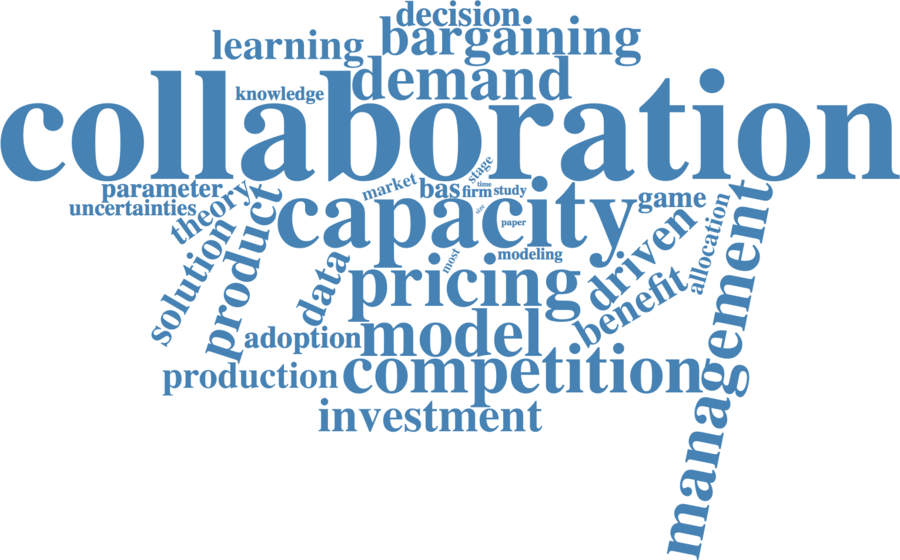 decision
learning
bargaining
demand
knowledge
collaboration
stage
parameter
market
bas
time
firm
study
uncertainties
theory
capacity
size
paper
game
solution
product
data
most
modeling
driven
allocation
management
pricing
benefit
adoption
model
production
competition
investment